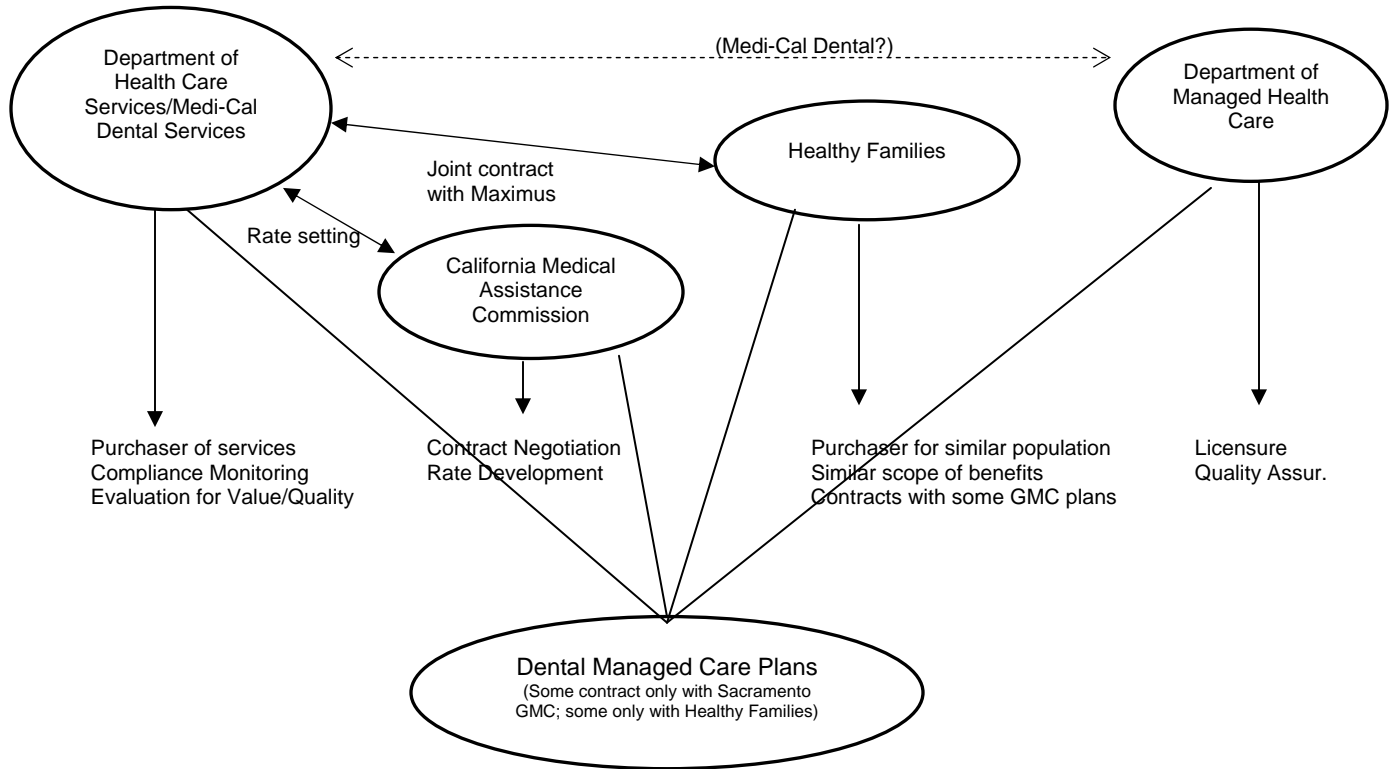 Department of
Health Care
Services/Medi-Cal
Dental Services
(Medi-Cal Dental?)
Department of
Managed Health
Care
Healthy Families
Joint contract
with Maximus
Rate setting
California Medical
Assistance
Commission
Purchaser of services
Compliance Monitoring
Evaluation for Value/Quality
Contract Negotiation
Rate Development
Purchaser for similar population
Similar scope of benefits
Contracts with some GMC plans
Licensure
Quality Assur.
Dental Managed Care Plans
(Some contract only with Sacramento
GMC; some only with Healthy Families)